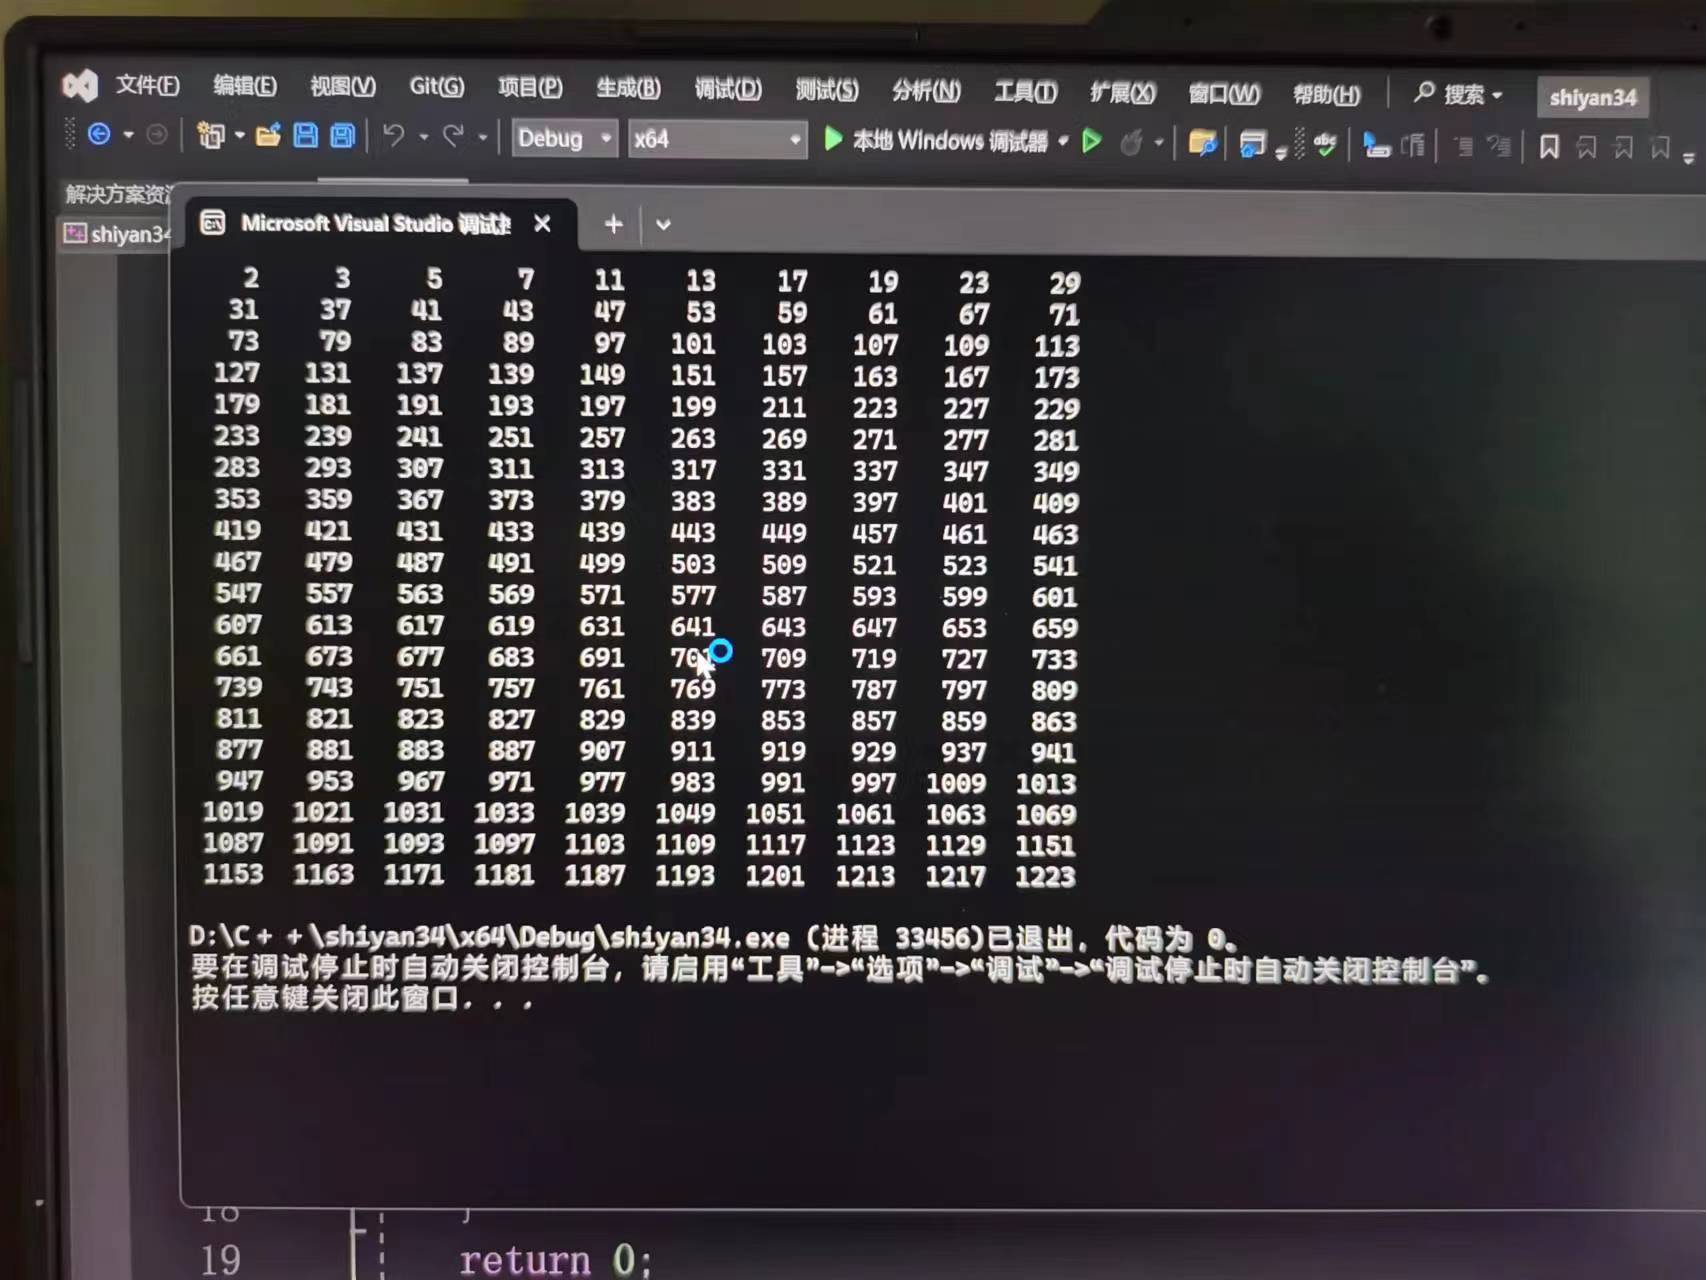 文件(F) 编辑(E) 视图(V) Git(G) 项目(P) 生成(B) 调试(D) 测试(S) 分析(N) 工具(T) 扩展(X) 窗口(W) 帮助(H) 搜索 shiyan34
Debug x64 本地 Windows 调试器
解决方案资
shiyan34 Microsoft Visual Studio 调试
2 3 5 7 11 13 17 19 23 29
31 37 41 43 47 53 59 61 67 71
73 79 83 89 97 101 103 107 109 113
127 131 137 139 149 151 157 163 167 173
179 181 191 193 197 199 211 223 227 229
233 239 241 251 257 263 269 271 277 281
283 293 307 311 313 317 331 337 347 349
353 359 367 373 379 383 389 397 401 409
419 421 431 433 439 443 449 457 461 463
467 479 487 491 499 503 509 521 523 541
547 557 563 569 571 577 587 593 599 601
607 613 617 619 631 641 643 647 653 659
661 673 677 683 691 701 709 719 727 733
739 743 751 757 761 769 773 787 797 809
811 821 823 827 829 839 853 857 859 863
877 881 883 887 907 911 919 929 937 941
947 953 967 971 977 983 991 997 1009 1013
1019 1021 1031 1033 1039 1049 1051 1061 1063 1069
1087 1091 1093 1097 1103 1109 1117 1123 1129 1151
1153 1163 1171 1181 1187 1193 1201 1213 1217 1223
D:\C++\shiyan34\x64\Debug\shiyan34.exe (进程 33456)已退出，代码为 0。
要在调试停止时自动关闭控制台，请启用“工具”->“选项”->“调试”->“调试停止时自动关闭控制台”。
按任意键关闭此窗口. . .
18 }
19 return 0;